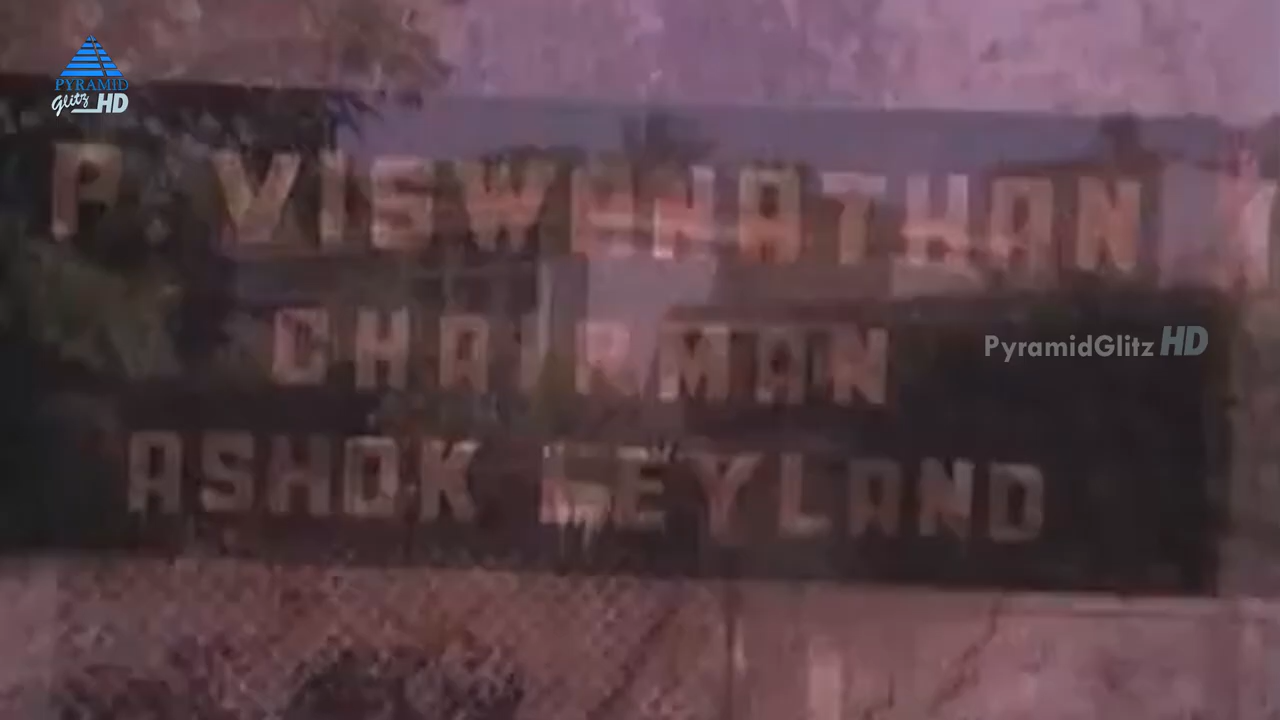 PYRAMID
glitz HD
P. VISWANATHAN
CHAIRMAN
PyramidGlitz HD
ASHOK LEYLAND